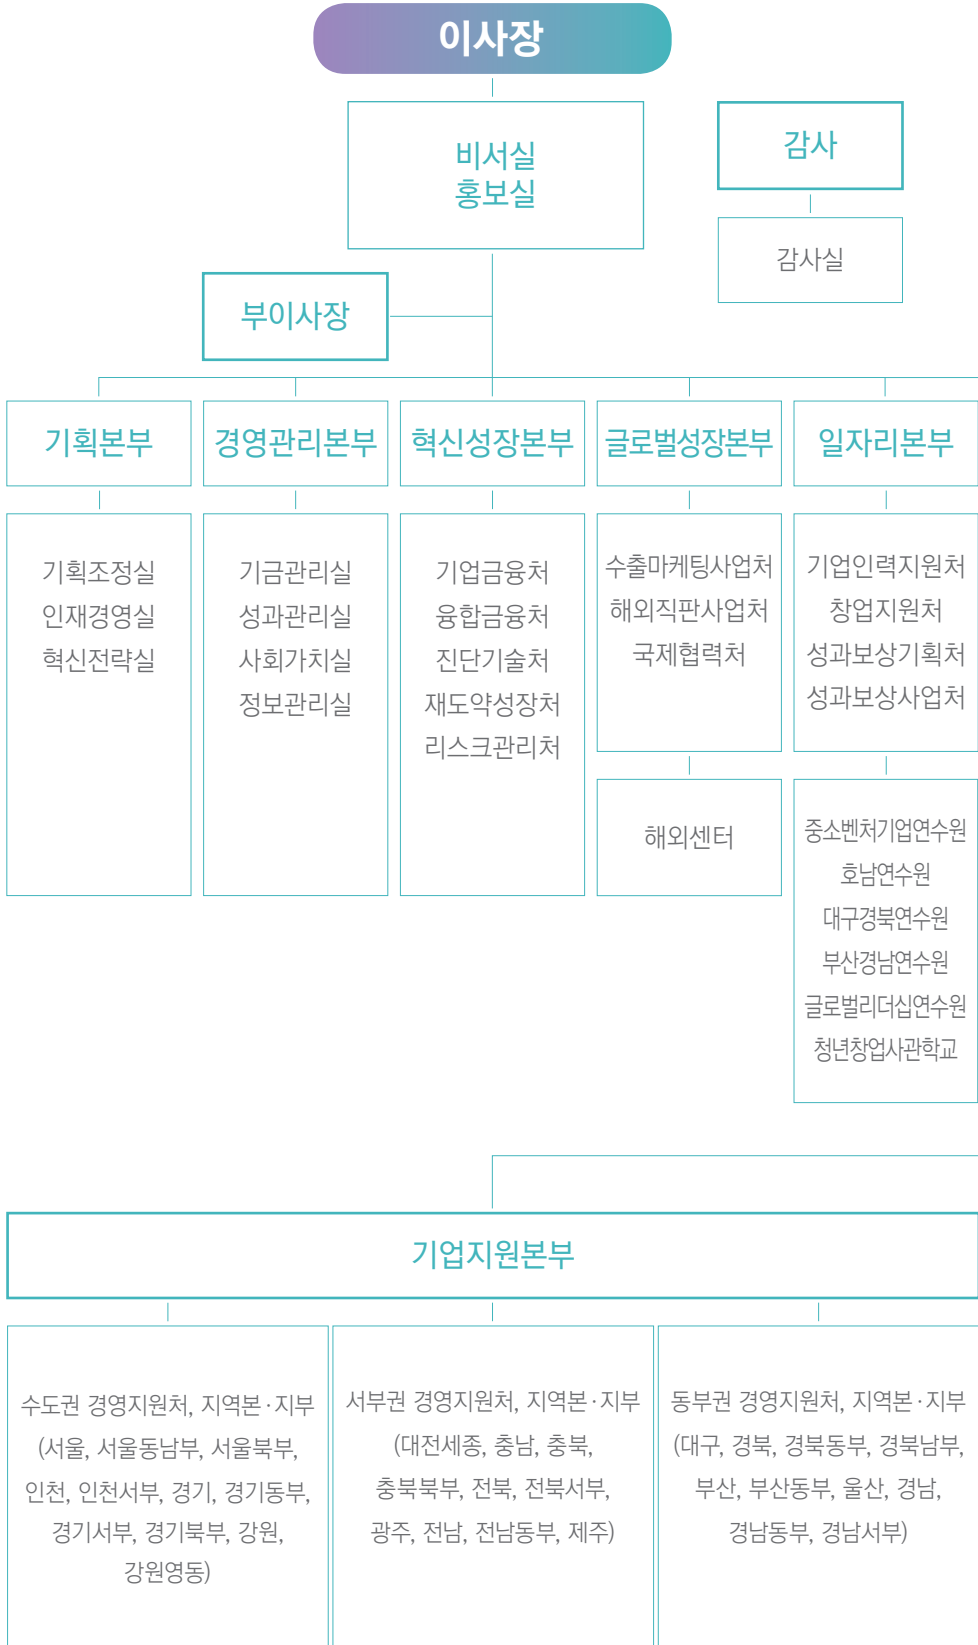 이사장
비서실
홍보실
감사
감사실
부이사장
기획본부
기획조정실
인재경영실
혁신전략실
경영관리본부
기금관리실
성과관리실
사회가치실
정보관리실
혁신성장본부
기업금융처
융합금융처
진단기술처
재도약성장처
리스크관리처
글로벌성장본부
수출마케팅사업처
해외직판사업처
국제협력처
해외센터
일자리본부
기업인력지원처
창업지원처
성과보상기획처
성과보상사업처
중소벤처기업연수원
호남연수원
대구경북연수원
부산경남연수원
글로벌리더십연수원
청년창업사관학교
기업지원본부
수도권 경영지원처, 지역본·지부
(서울, 서울동남부, 서울북부,
인천, 인천서부, 경기, 경기동부,
경기서부, 경기북부, 강원,
강원영동)
서부권 경영지원처, 지역본·지부
(대전세종, 충남, 충북,
충북북부, 전북, 전북서부,
광주, 전남, 전남동부, 제주)
동부권 경영지원처, 지역본·지부
(대구, 경북, 경북동부, 경북남부,
부산, 부산동부, 울산, 경남,
경남동부, 경남서부)